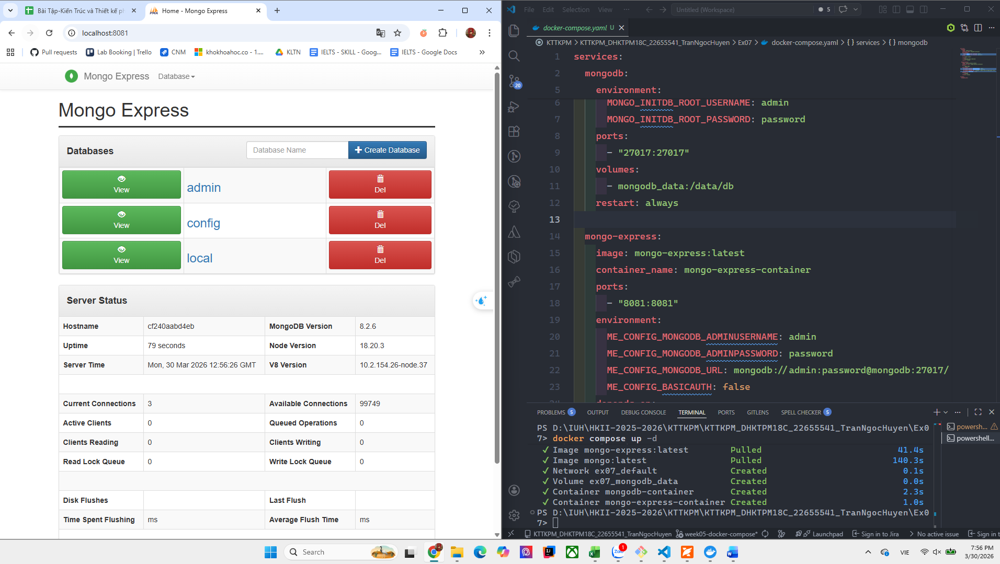 Bài Tập-Kiến Trúc và Thiết kế ph
Home - Mongo Express
localhost:8081
Pull requests
Lab Booking | Trello
CNM
khokhoahoc.co - 1....
KLTN
IELTS - SKILL - Goog...
IELTS - Google Docs
Mongo Express
Database
Mongo Express
Databases
Database Name
Create Database
View
admin
Del
View
config
Del
View
local
Del
Server Status
Hostname cf240aabd4eb MongoDB Version 8.2.6
Uptime 79 seconds Node Version 18.20.3
Server Time Mon, 30 Mar 2026 12:56:26 GMT V8 Version 10.2.154.26-node.37
Current Connections 3 Available Connections 99749
Active Clients 0 Queued Operations 0
Clients Reading 0 Clients Writing 0
Read Lock Queue 0 Write Lock Queue 0
Disk Flushes Last Flush
Time Spent Flushing ms Average Flush Time ms
File Edit Selection View ···
Untitled (Workspace)
5
docker-compose.yaml U
KTTKPM > KTTKPM_DHKTPM18C_22655541_TranNgocHuyen > Ex07 > docker-compose.yaml > {} services > {} mongodb
20
1 services:
2 mongodb:
5 environment:
6 MONGO_INITDB_ROOT_USERNAME: admin
7 MONGO_INITDB_ROOT_PASSWORD: password
8 ports:
9 - "27017:27017"
10 volumes:
11 - mongodb_data:/data/db
12 restart: always
13
14 mongo-express:
15 image: mongo-express:latest
16 container_name: mongo-express-container
17 ports:
18 - "8081:8081"
19 environment:
20 ME_CONFIG_MONGODB_ADMINUSERNAME: admin
21 ME_CONFIG_MONGODB_ADMINPASSWORD: password
22 ME_CONFIG_MONGODB_URL: mongodb://admin:password@mongodb:27017/
23 ME_CONFIG_BASICAUTH: false
PROBLEMS 5 OUTPUT DEBUG CONSOLE TERMINAL PORTS GITLENS SPELL CHECKER 5
PS D:\IUH\HKII-2025-2026\KTTKPM\KTTKPM_DHKTPM18C_22655541_TranNgocHuyen\Ex0
7> docker compose up -d
✓ Image mongo-express:latest Pulled 41.4s
✓ Image mongo:latest Pulled 140.3s
✓ Network ex07_default Created 0.1s
✓ Volume ex07_mongodb_data Created 0.0s
✓ Container mongodb-container Created 2.3s
✓ Container mongo-express-container Created 1.0s
PS D:\IUH\HKII-2025-2026\KTTKPM\KTTKPM_DHKTPM18C_22655541_TranNgocHuyen\Ex0
7>
powersh...
powershell...
KTTKPM_DHKTPM18C_22655541_TranNgocHuyen week05-docker-compose* Launchpad Sign in to Jira No active issue Sign in t
Search
Zalo
1
VIE
7:56 PM
3/30/2026